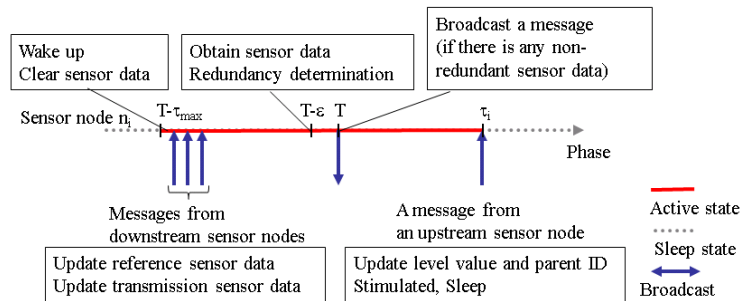 Wake up
Clear sensor data
Obtain sensor data
Redundancy determination
Broadcast a message
(if there is any non-
redundant sensor data)
Sensor node nᵢ
T-τmax
T-ε
T
τᵢ
Phase
Messages from
downstream sensor nodes
A message from
an upstream sensor node
Update reference sensor data
Update transmission sensor data
Update level value and parent ID
Stimulated, Sleep
Active state
Sleep state
Broadcast